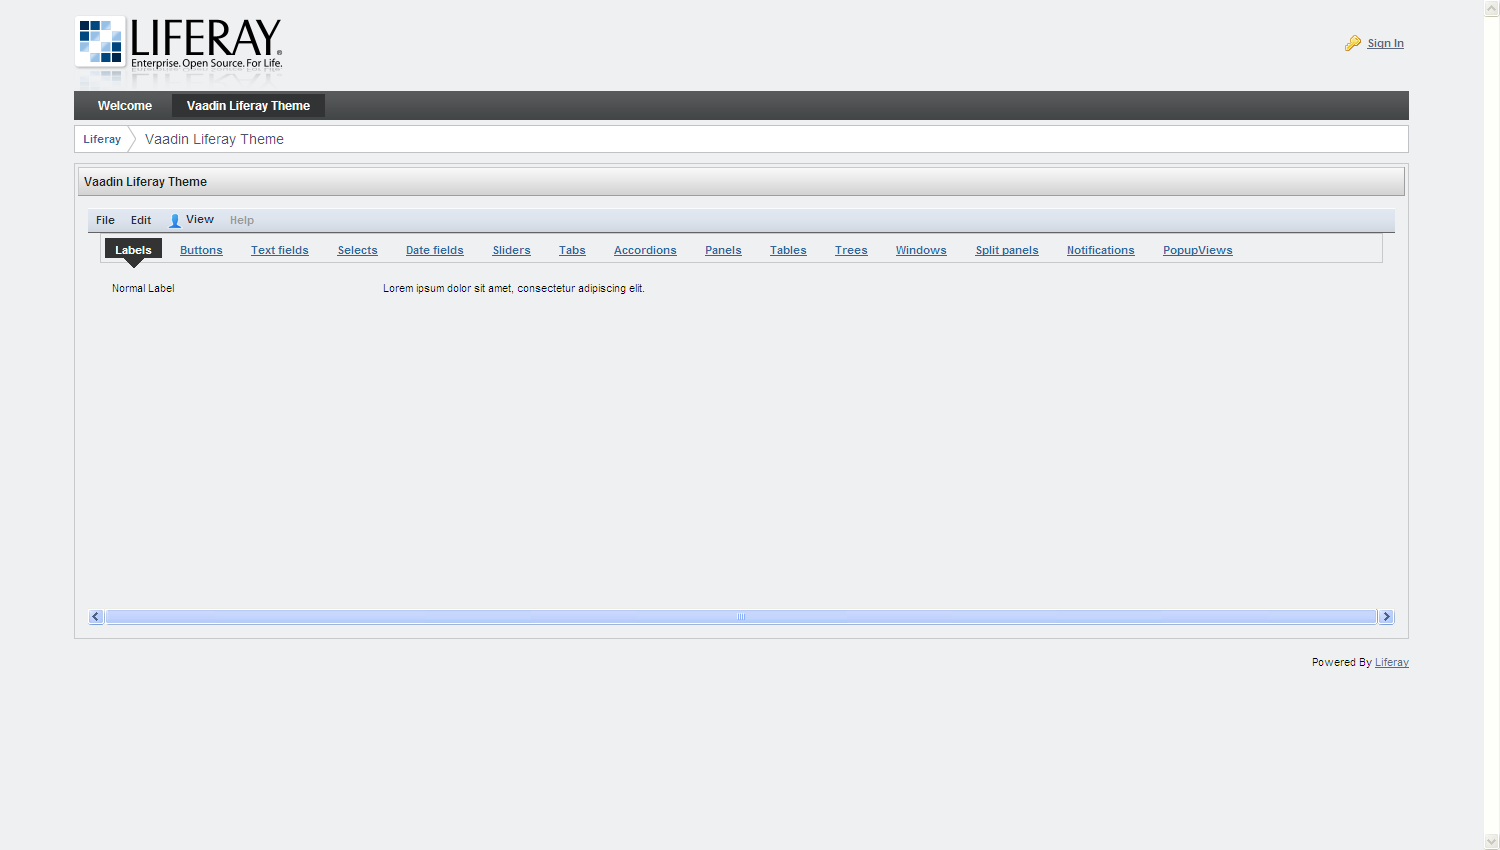 LIFERAY®
Enterprise. Open Source. For Life.
Sign In
Welcome Vaadin Liferay Theme
Liferay Vaadin Liferay Theme
Vaadin Liferay Theme
File Edit View Help
Labels Buttons Text fields Selects Date fields Sliders Tabs Accordions Panels Tables Trees Windows Split panels Notifications PopupViews
Normal Label Lorem ipsum dolor sit amet, consectetur adipiscing elit.
Powered By Liferay